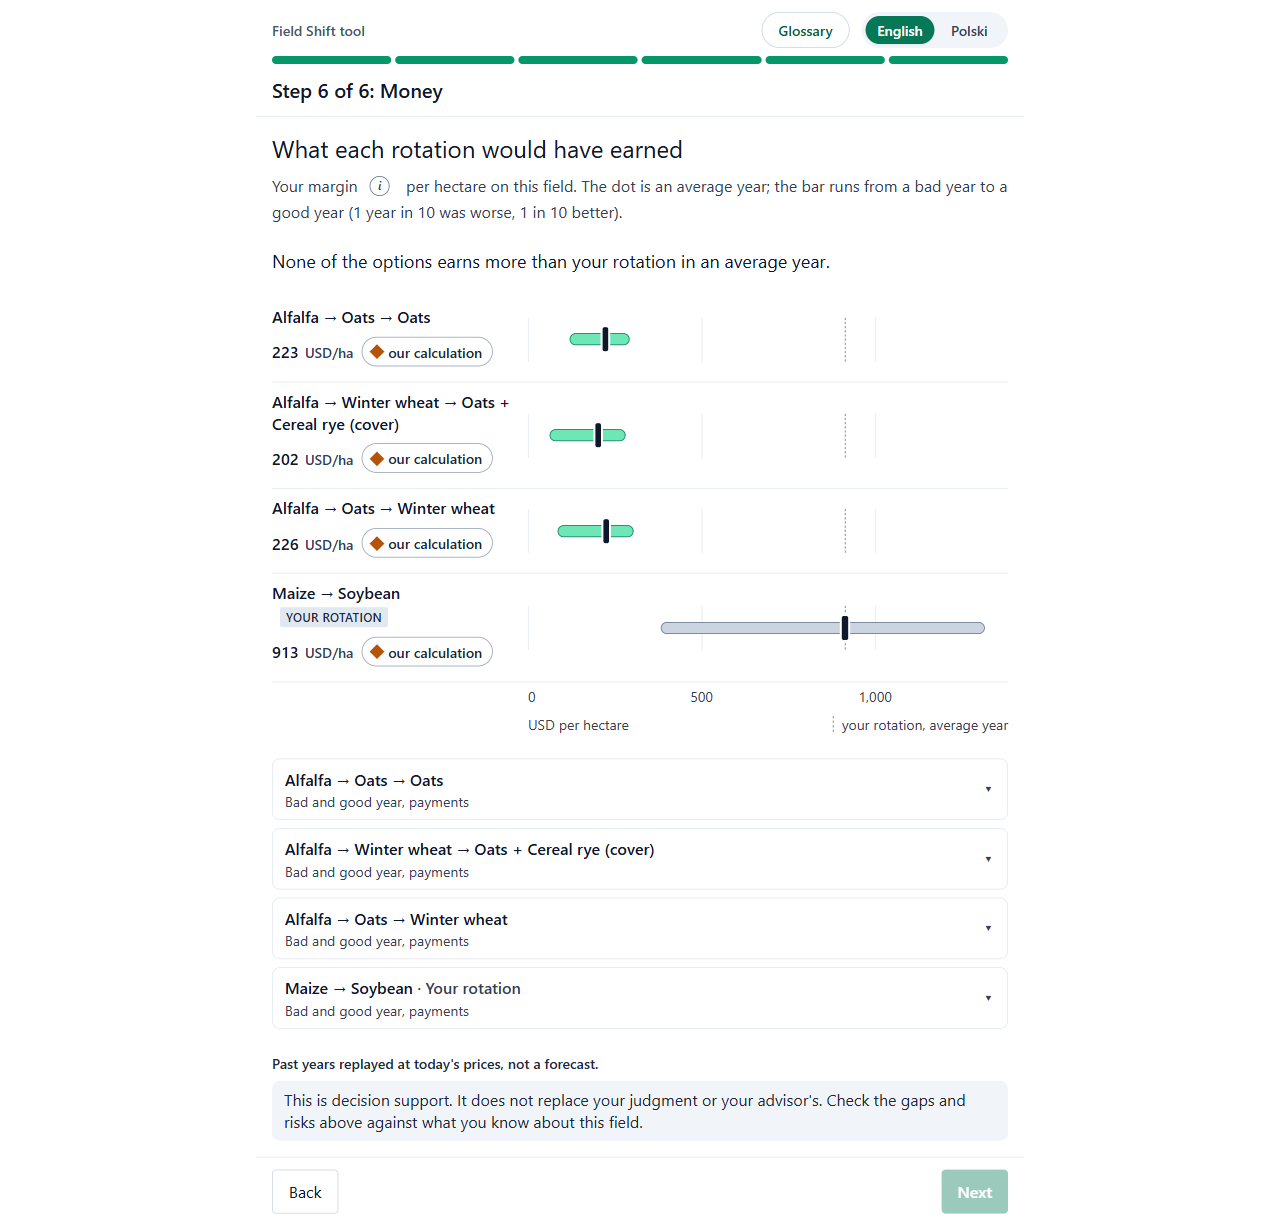 Field Shift tool
Glossary
English
Polski
Step 6 of 6: Money
What each rotation would have earned
Your margin i per hectare on this field. The dot is an average year; the bar runs from a bad year to a
good year (1 year in 10 was worse, 1 in 10 better).
None of the options earns more than your rotation in an average year.
Alfalfa → Oats → Oats
223 USD/ha ◆ our calculation
Alfalfa → Winter wheat → Oats +
Cereal rye (cover)
202 USD/ha ◆ our calculation
Alfalfa → Oats → Winter wheat
226 USD/ha ◆ our calculation
Maize → Soybean
YOUR ROTATION
913 USD/ha ◆ our calculation
0 500 1,000
USD per hectare
your rotation, average year
Alfalfa → Oats → Oats
Bad and good year, payments
Alfalfa → Winter wheat → Oats + Cereal rye (cover)
Bad and good year, payments
Alfalfa → Oats → Winter wheat
Bad and good year, payments
Maize → Soybean · Your rotation
Bad and good year, payments
Past years replayed at today's prices, not a forecast.
This is decision support. It does not replace your judgment or your advisor's. Check the gaps and
risks above against what you know about this field.
Back
Next